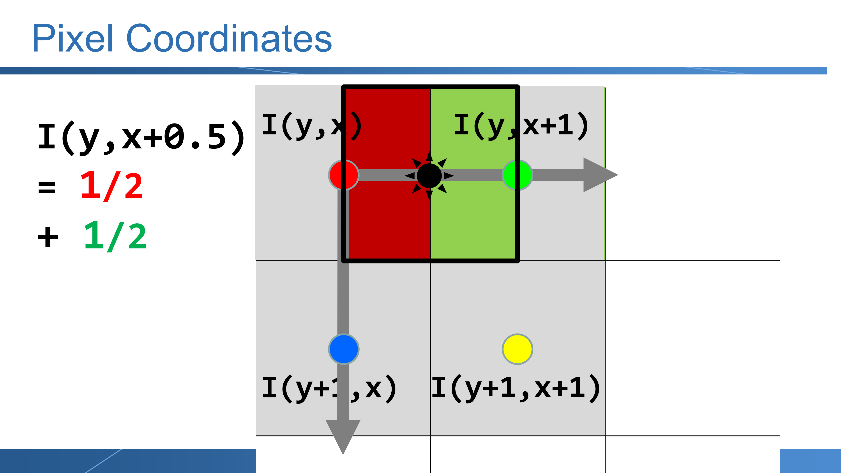 Pixel Coordinates
I(y,x+0.5)
= 1/2
+ 1/2
I(y,x)
I(y,x+1)
I(y+1,x)
I(y+1,x+1)